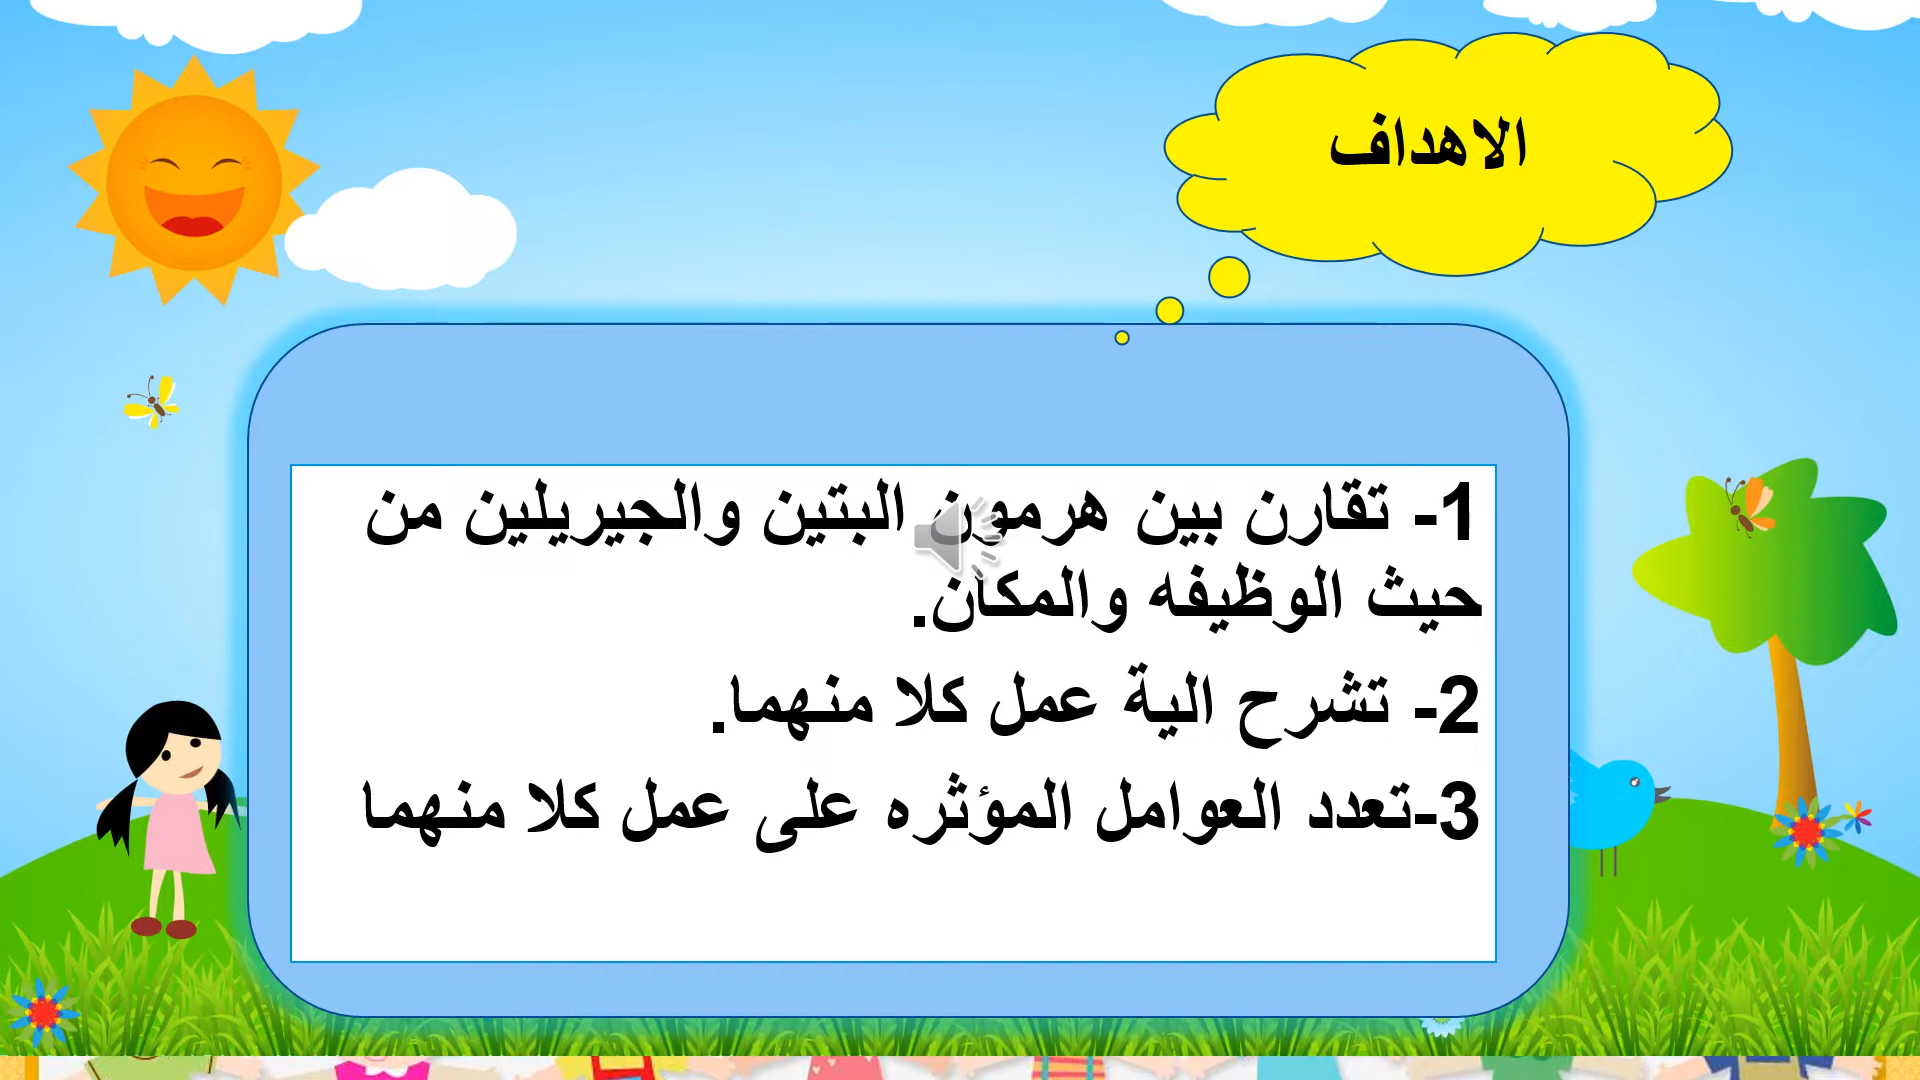 الاهداف
1- تقارن بين هرمون البتين والجيريلين من
حيث الوظيفه والمكان.
2- تشرح الية عمل كلا منهما.
3-تعدد العوامل المؤثره على عمل كلا منهما